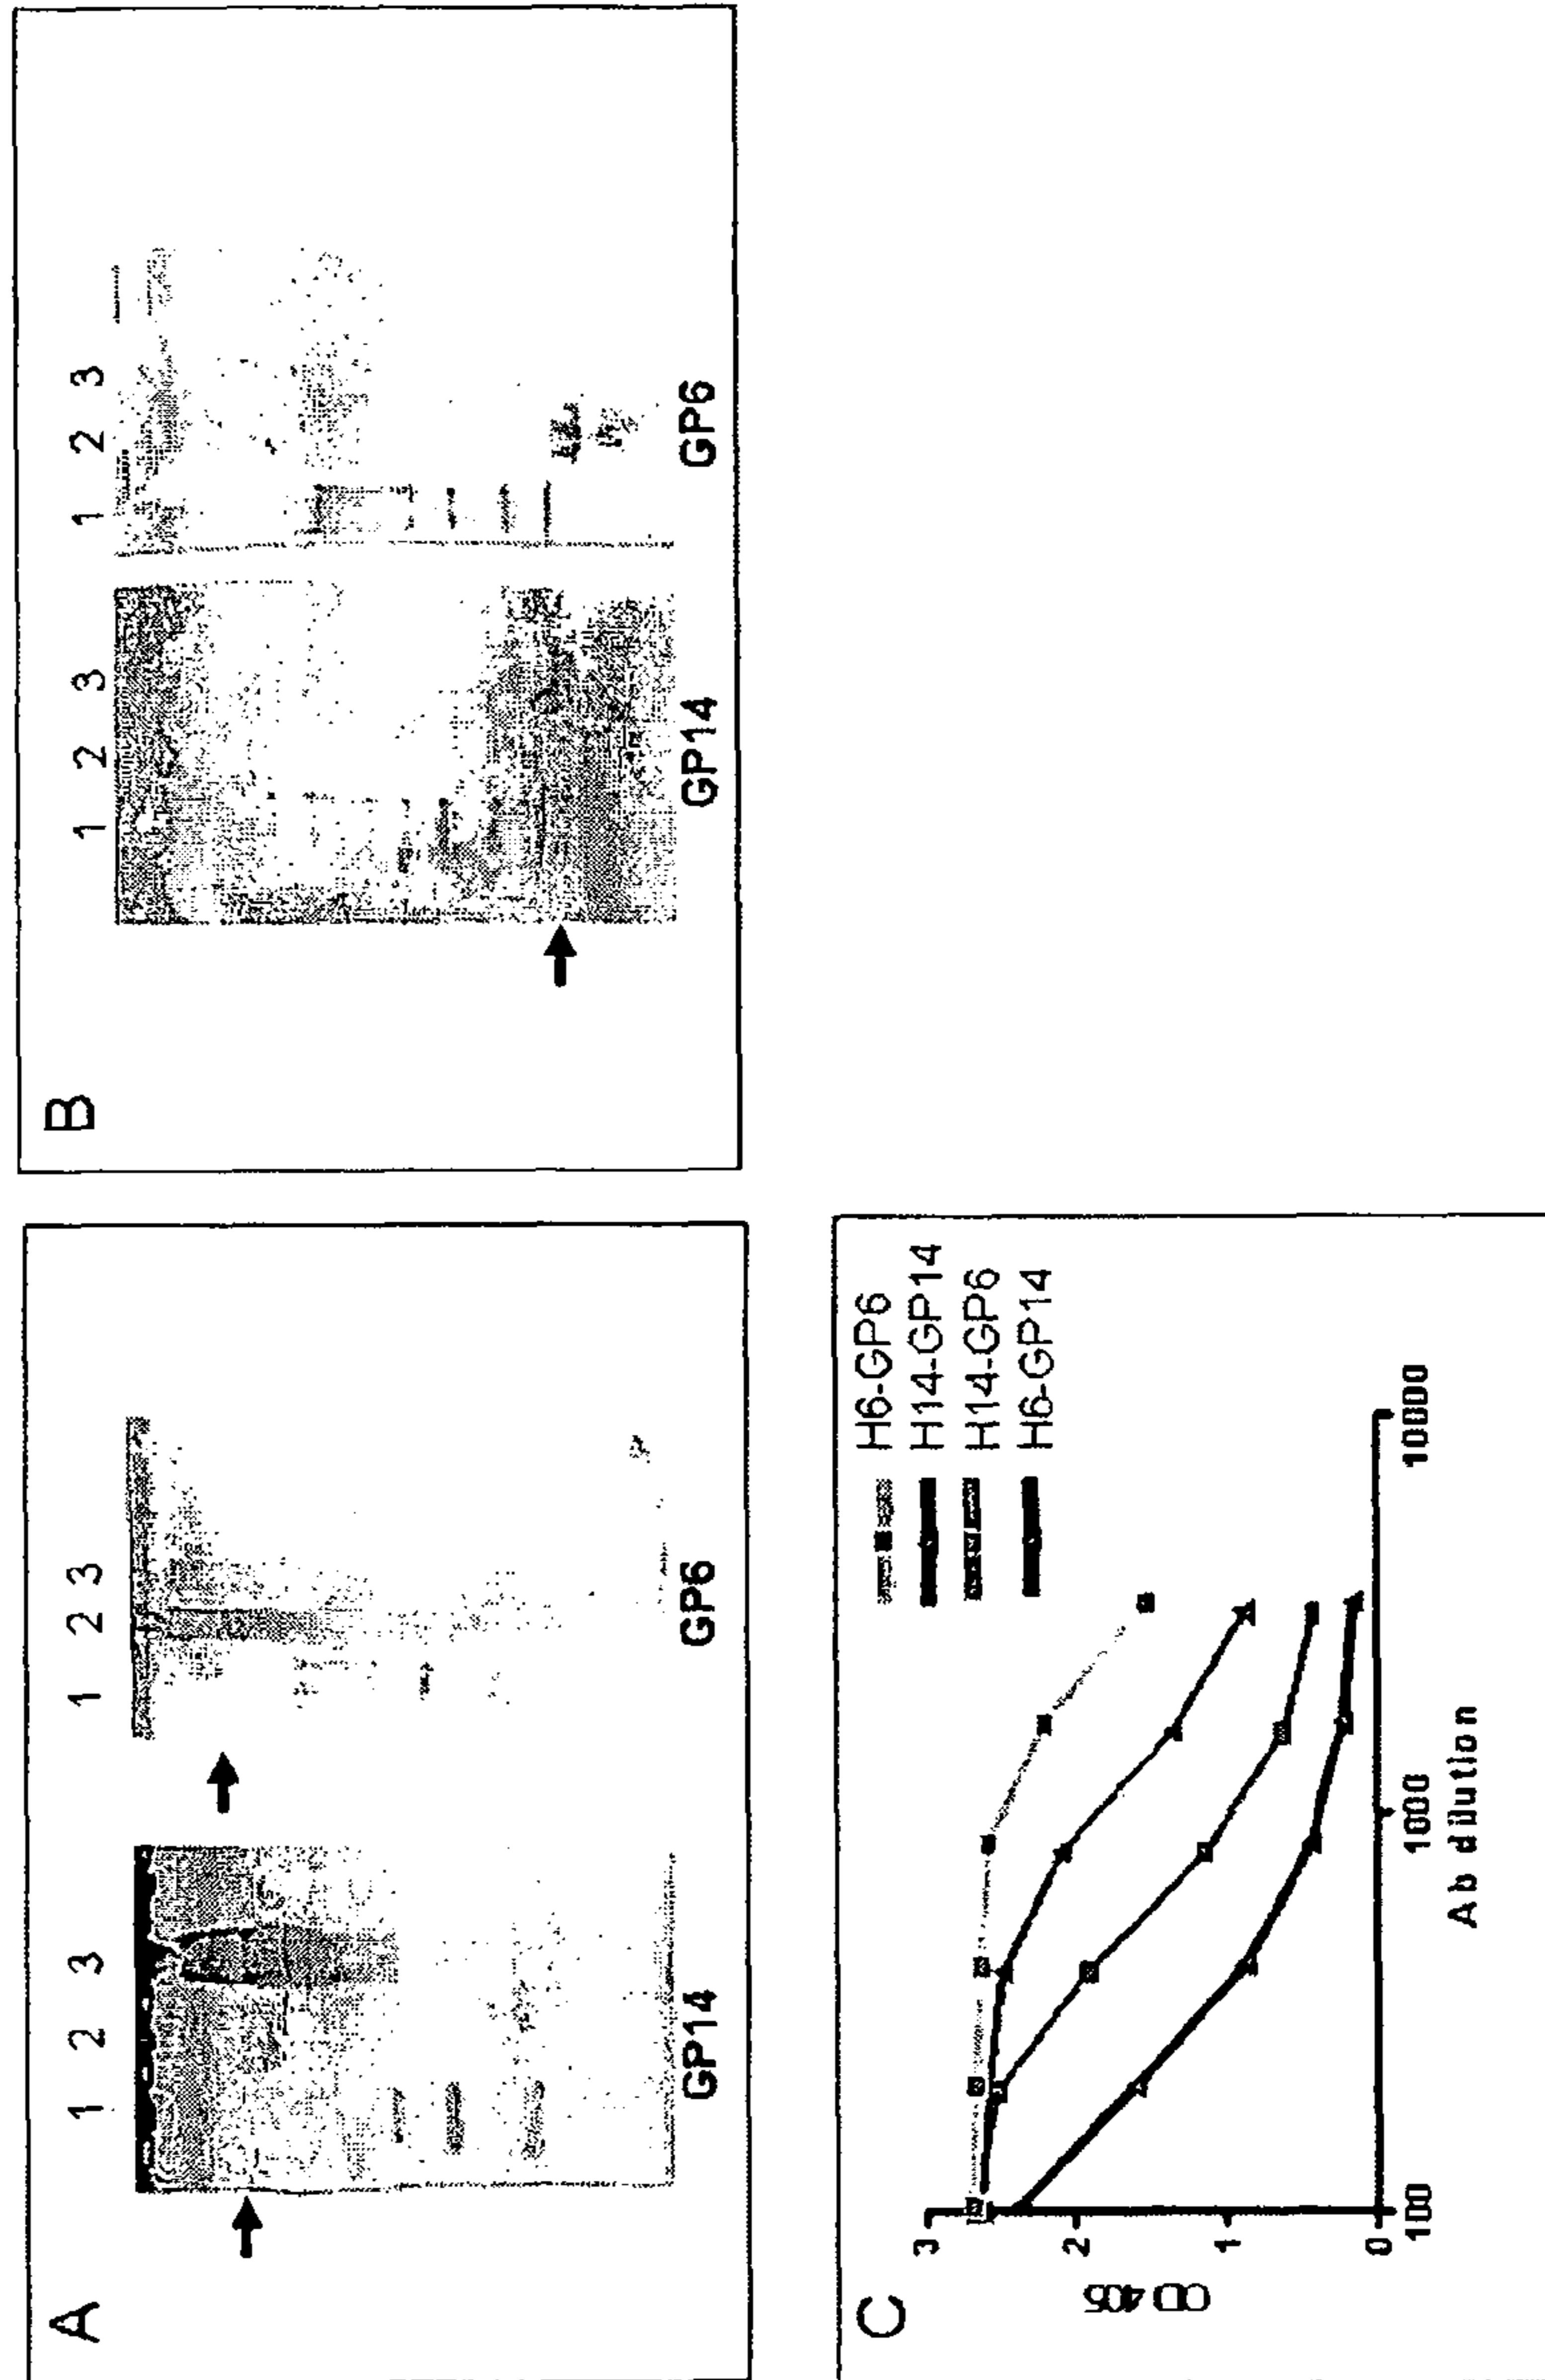 A
1 2 3
GP14
1 2 3
GP6
B
1 2 3
GP14
1 2 3
GP6
C
H6-GP6
H14-GP14
H14-GP6
H6-GP14
OD 405
3
2
1
0
100
1000
10000
Ab dilution